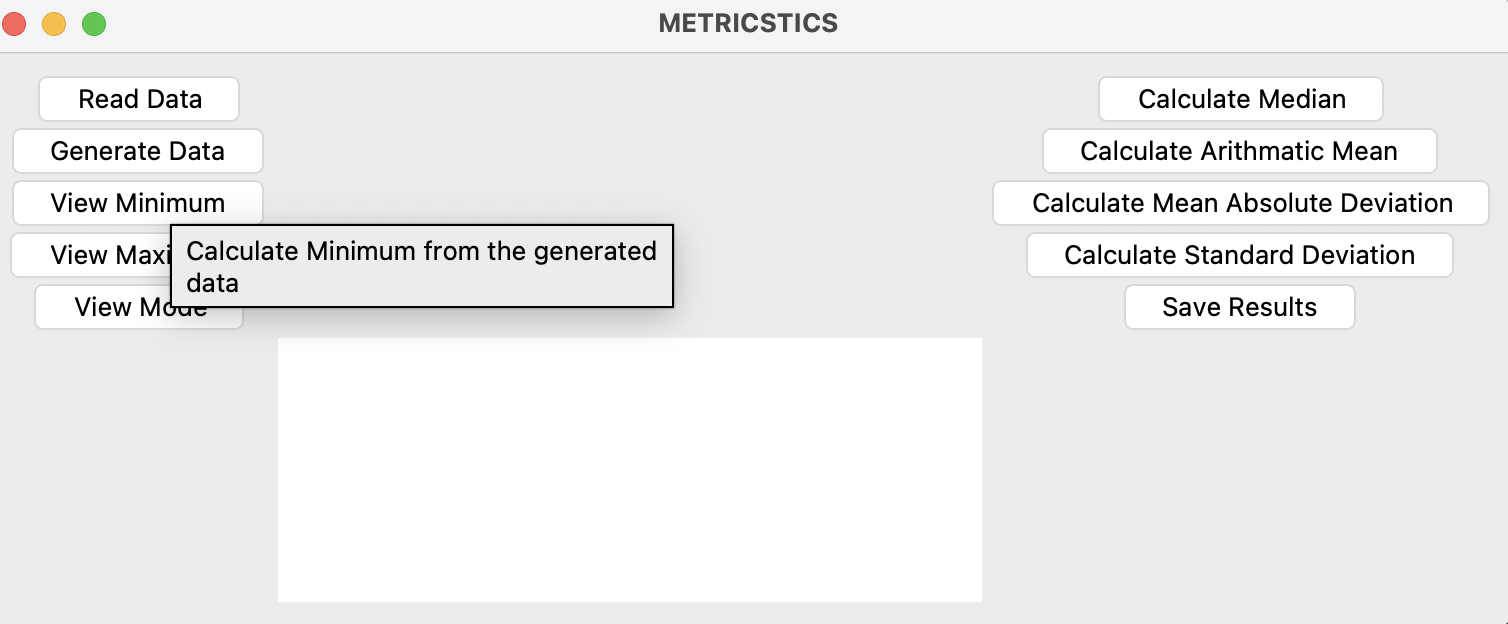 METRICSTICS
Read Data
Generate Data
View Minimum
View Maxi
View Mode
Calculate Minimum from the generated
data
Calculate Median
Calculate Arithmatic Mean
Calculate Mean Absolute Deviation
Calculate Standard Deviation
Save Results